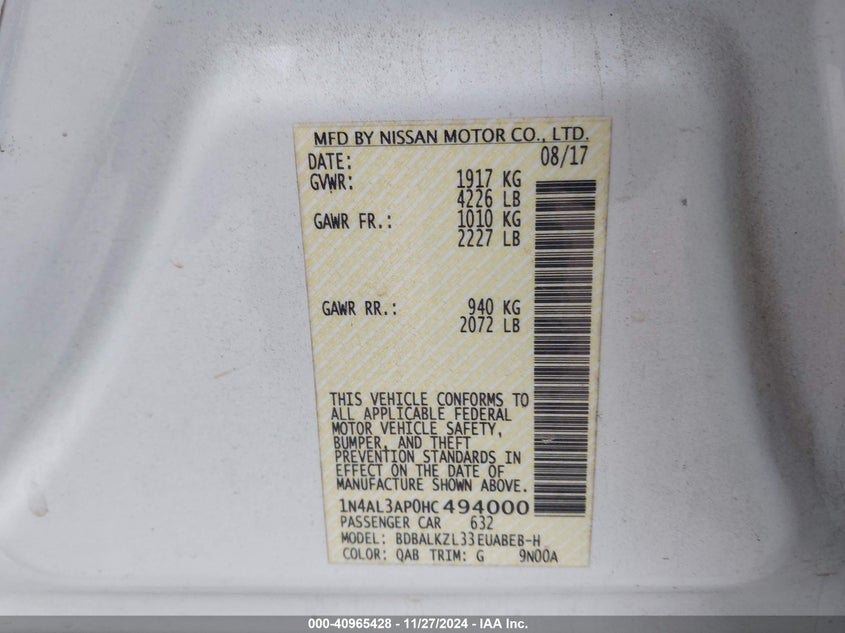 MFD BY NISSAN MOTOR CO., LTD.
DATE: 08/17
GVWR: 1917 KG
4226 LB
GAWR FR.: 1010 KG
2227 LB
GAWR RR.: 940 KG
2072 LB
THIS VEHICLE CONFORMS TO
ALL APPLICABLE FEDERAL
MOTOR VEHICLE SAFETY,
BUMPER, AND THEFT
PREVENTION STANDARDS IN
EFFECT ON THE DATE OF
MANUFACTURE SHOWN ABOVE.
1N4AL3AP0HC494000
PASSENGER CAR 632
MODEL: BDBALKZL33EUABEB-H
COLOR: QAB TRIM: G 9N00A
000-40965428 - 11/27/2024 - IAA Inc.